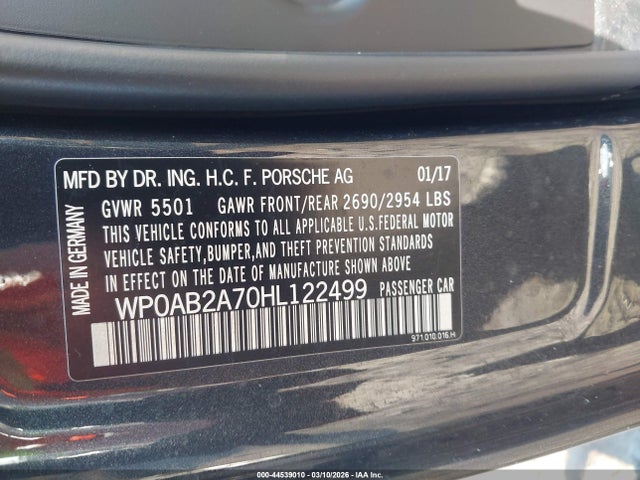 MADE IN GERMANY
MFD BY DR. ING. H.C. F. PORSCHE AG 01/17
GVWR 5501 GAWR FRONT/REAR 2690/2954 LBS
THIS VEHICLE CONFORMS TO ALL APPLICABLE U.S.FEDERAL MOTOR
VEHICLE SAFETY,BUMPER,AND THEFT PREVENTION STANDARDS
IN EFFECT ON THE DATE OF MANUFACTURE SHOWN ABOVE
WP0AB2A70HL122499 PASSENGER CAR
971.010.016.H
000-44539010 - 03/10/2026 - IAA Inc.